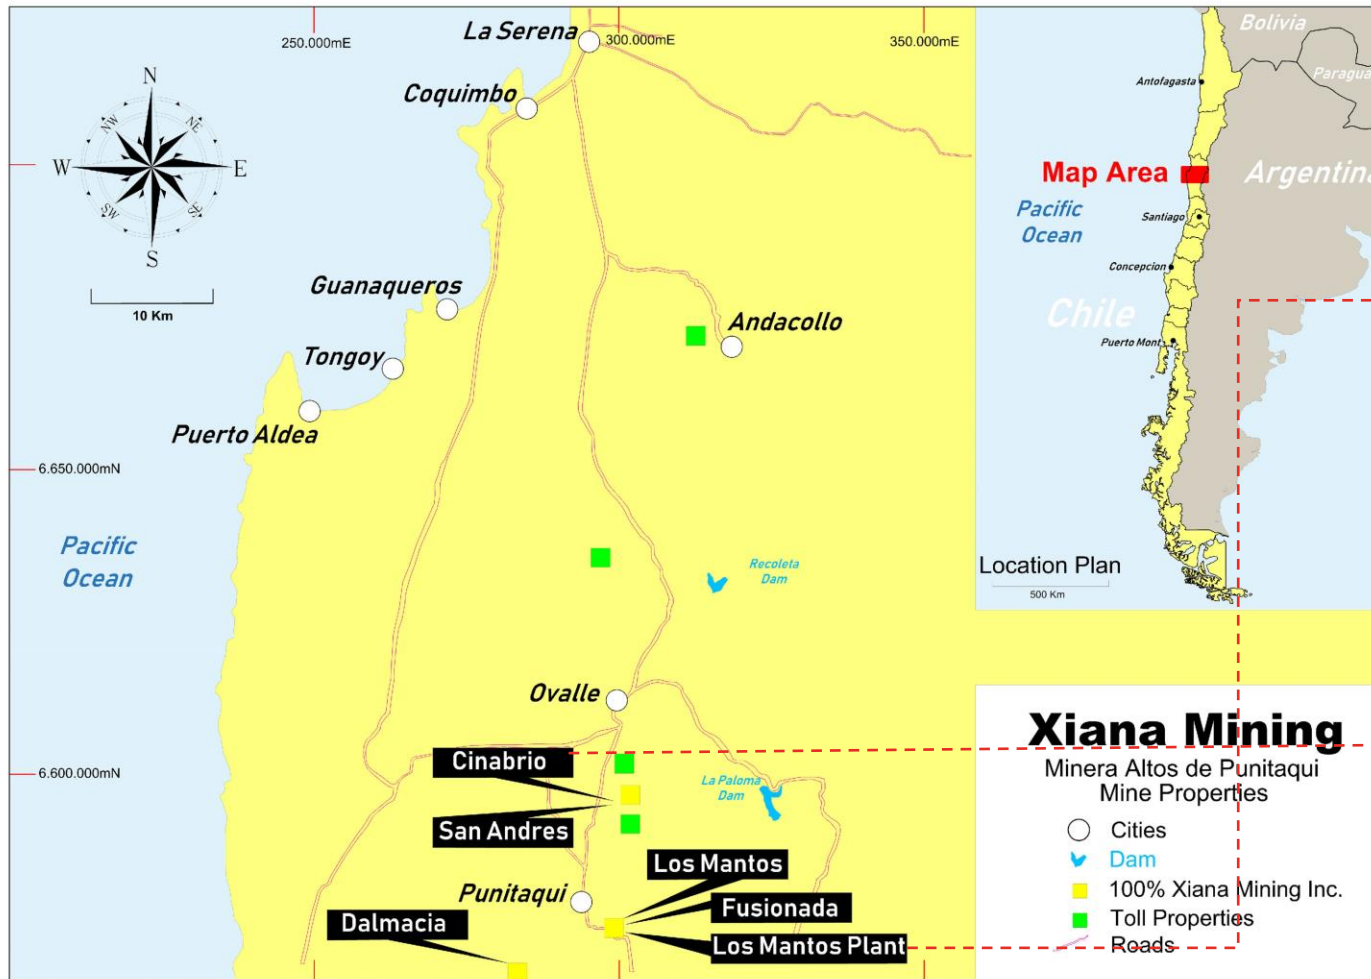 250.000mE
300.000mE
350.000mE
La Serena
Coquimbo
N
NW
NE
W
E
SW
SE
S
10 Km
Guanaqueros
Tongoy
Puerto Aldea
Andacollo
6.650.000mN
Pacific
Ocean
Recoleta
Dam
Ovalle
6.600.000mN
Cinabrio
San Andres
La Paloma
Dam
Los Mantos
Punitaqui
Fusionada
Dalmacia
Los Mantos Plant
Bolivia
Paragua
Antofagasta
Map Area
Argentina
Pacific
Ocean
Santiago
Concepcion
Chile
Puerto Mont
Location Plan
500 Km
Xiana Mining
Minera Altos de Punitaqui
Mine Properties
Cities
Dam
100% Xiana Mining Inc.
Toll Properties
Roads